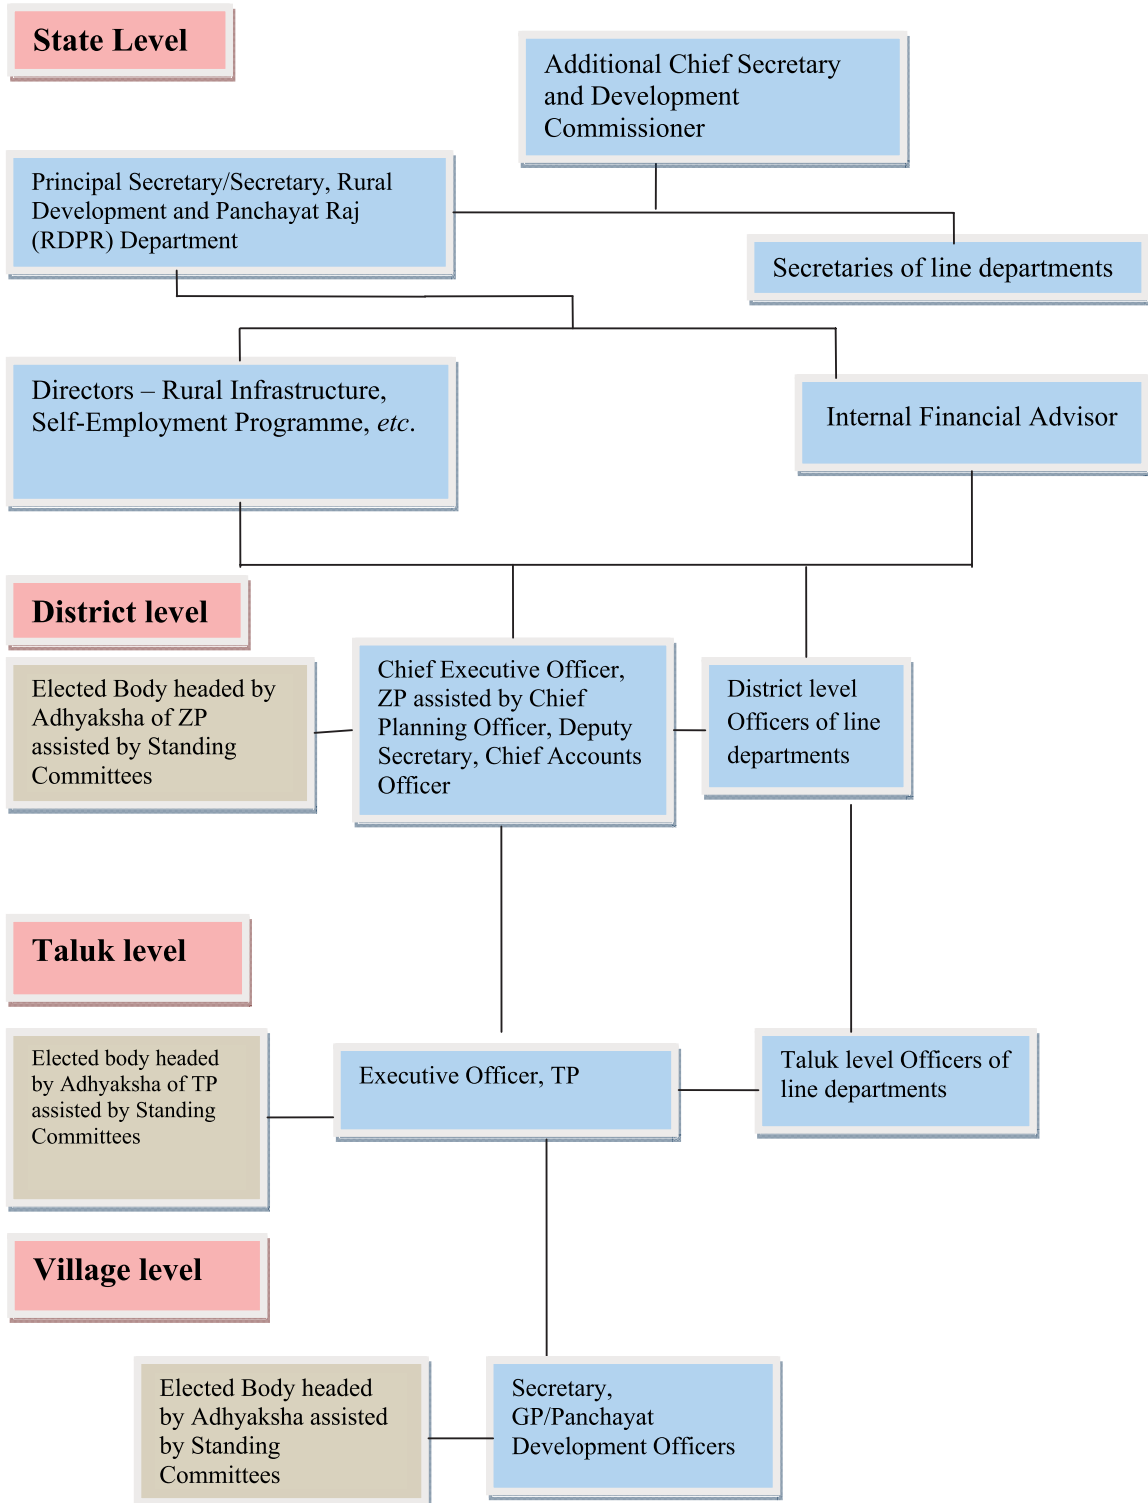 State Level
Additional Chief Secretary
and Development
Commissioner
Principal Secretary/Secretary, Rural
Development and Panchayat Raj
(RDPR) Department
Secretaries of line departments
Directors – Rural Infrastructure,
Self-Employment Programme, etc.
Internal Financial Advisor
District level
Elected Body headed by
Adhyaksha of ZP
assisted by Standing
Committees
Chief Executive Officer,
ZP assisted by Chief
Planning Officer, Deputy
Secretary, Chief Accounts
Officer
District level
Officers of line
departments
Taluk level
Elected body headed
by Adhyaksha of TP
assisted by Standing
Committees
Executive Officer, TP
Taluk level Officers of
line departments
Village level
Elected Body headed
by Adhyaksha assisted
by Standing
Committees
Secretary,
GP/Panchayat
Development Officers